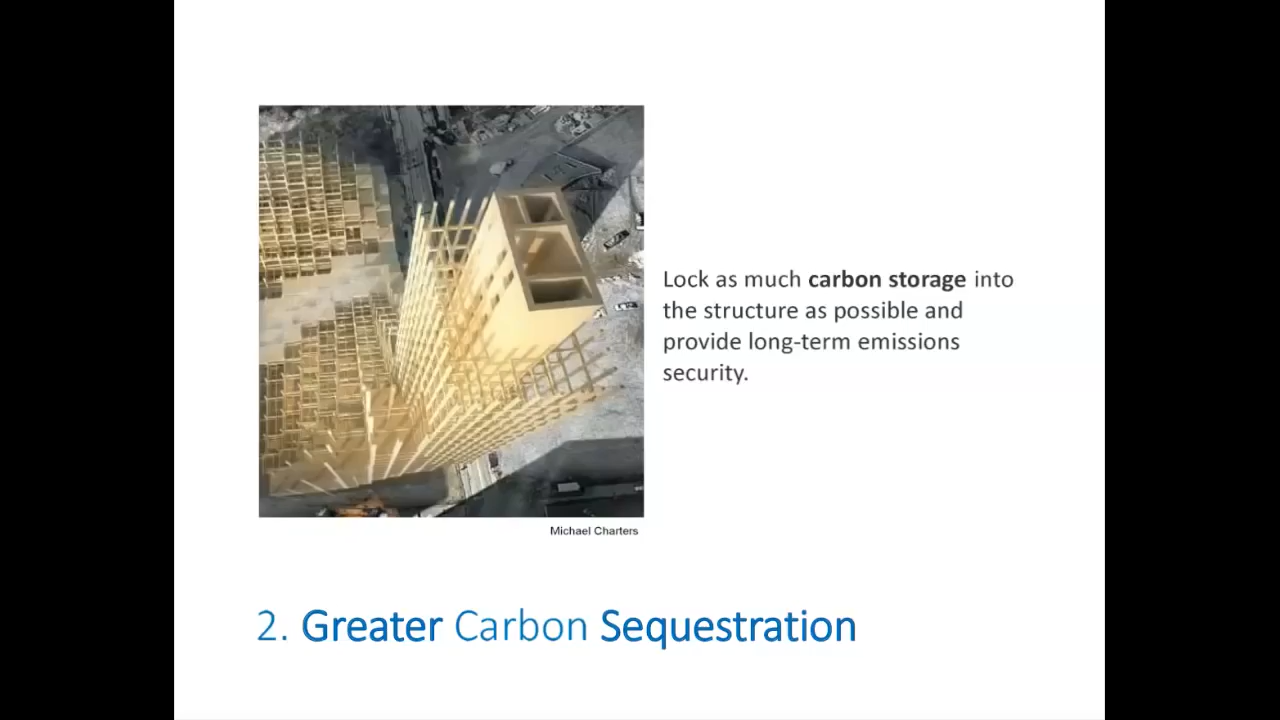 Lock as much carbon storage into
the structure as possible and
provide long-term emissions
security.
Michael Charters
2. Greater Carbon Sequestration